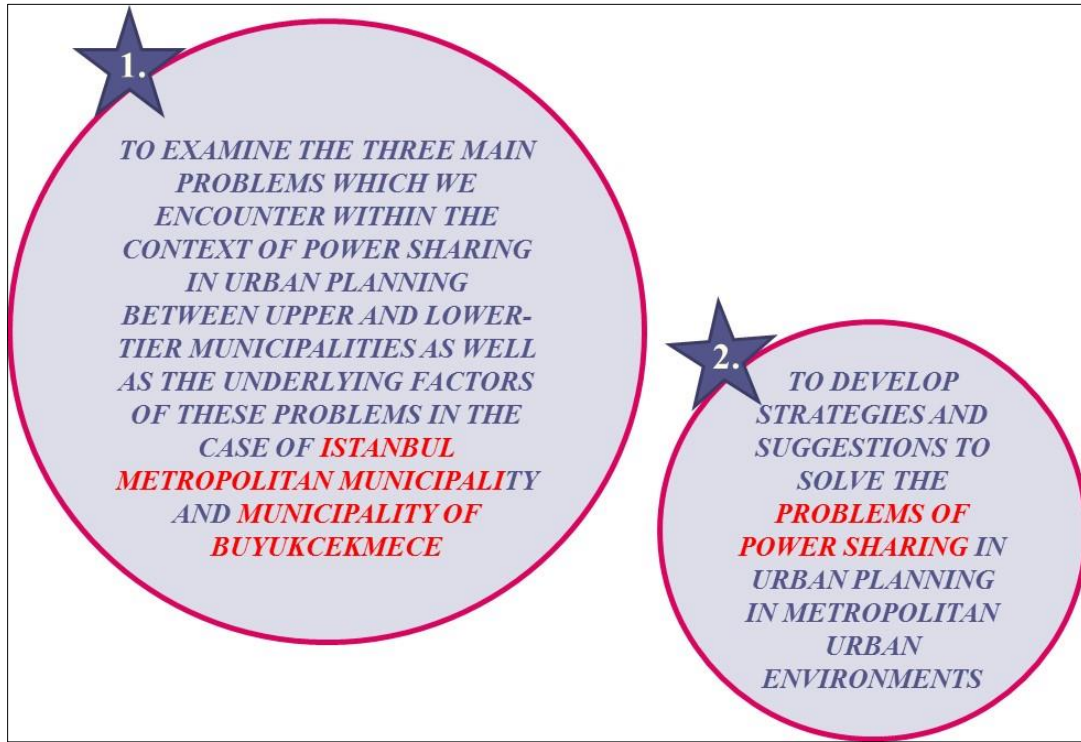 1.
TO EXAMINE THE THREE MAIN
PROBLEMS WHICH WE
ENCOUNTER WITHIN THE
CONTEXT OF POWER SHARING
IN URBAN PLANNING
BETWEEN UPPER AND LOWER-
TIER MUNICIPALITIES AS WELL
AS THE UNDERLYING FACTORS
OF THESE PROBLEMS IN THE
CASE OF ISTANBUL
METROPOLITAN MUNICIPALITY
AND MUNICIPALITY OF
BUYUKCEKMECE
2.
TO DEVELOP
STRATEGIES AND
SUGGESTIONS TO
SOLVE THE
PROBLEMS OF
POWER SHARING IN
URBAN PLANNING
IN METROPOLITAN
URBAN
ENVIRONMENTS